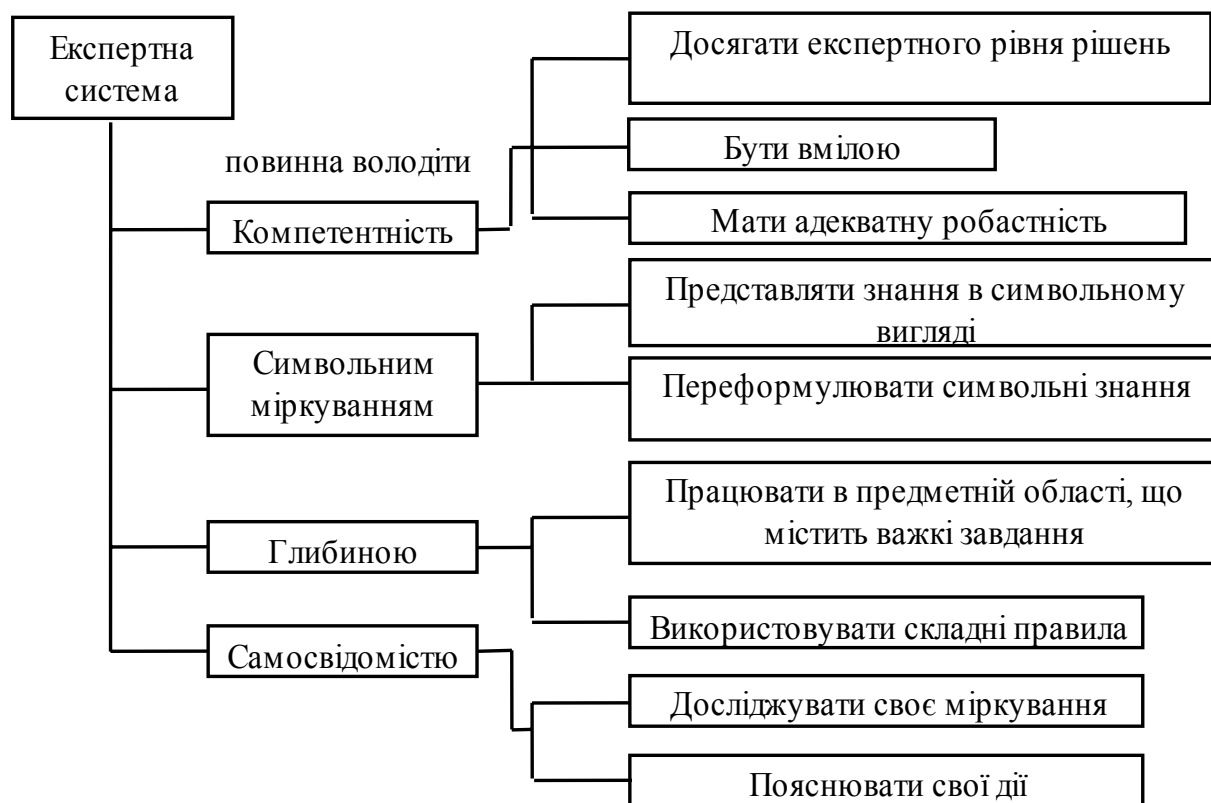 Експертна
система
повинна володіти
Компетентність
Досягати експертного рівня рішень
Бути вмілою
Мати адекватну робастність
Символьним
міркуванням
Представляти знання в символьному
вигляді
Переформулювати символьні знання
Глибиною
Працювати в предметній області, що
містить важкі завдання
Використовувати складні правила
Самосвідомістю
Досліджувати своє міркування
Пояснювати свої дії